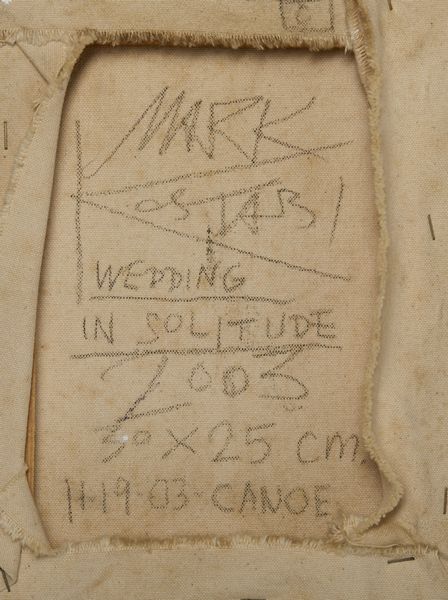 MARK
KOSTABI
WEDDING
IN SOLITUDE
2003
30 X 25 cm.
11-19-03-CANOE